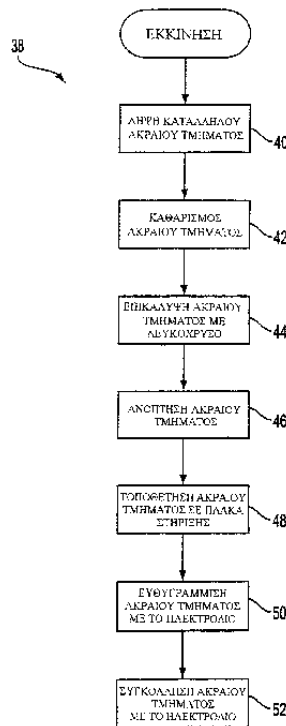 ΕΚΚΙΝΗΣΗ
38
ΛΗΨΗ ΚΑΤΑΛΛΗΛΟΥ
ΑΚΡΑΙΟΥ ΤΜΗΜΑΤΟΣ
40
ΚΑΘΑΡΙΣΜΟΣ
ΑΚΡΑΙΟΥ ΤΜΗΜΑΤΟΣ
42
ΕΠΙΚΑΛΥΨΗ ΑΚΡΑΙΟΥ
ΤΜΗΜΑΤΟΣ ΜΕ
ΛΕΥΚΟΧΡΥΣΟ
44
ΑΝΟΠΤΗΣΗ ΑΚΡΑΙΟΥ
ΤΜΗΜΑΤΟΣ
46
ΤΟΠΟΘΕΤΗΣΗ ΑΚΡΑΙΟΥ
ΤΜΗΜΑΤΟΣ ΣΕ ΠΛΑΚΑ
ΣΤΗΡΙΞΗΣ
48
ΕΥΘΥΓΡΑΜΜΙΣΗ
ΑΚΡΑΙΟΥ ΤΜΗΜΑΤΟΣ
ΜΕ ΤΟ ΗΛΕΚΤΡΟΔΙΟ
50
ΣΥΓΚΟΛΛΗΣΗ ΑΚΡΑΙΟΥ
ΤΜΗΜΑΤΟΣ
ΜΕ ΤΟ ΗΛΕΚΤΡΟΔΙΟ
52